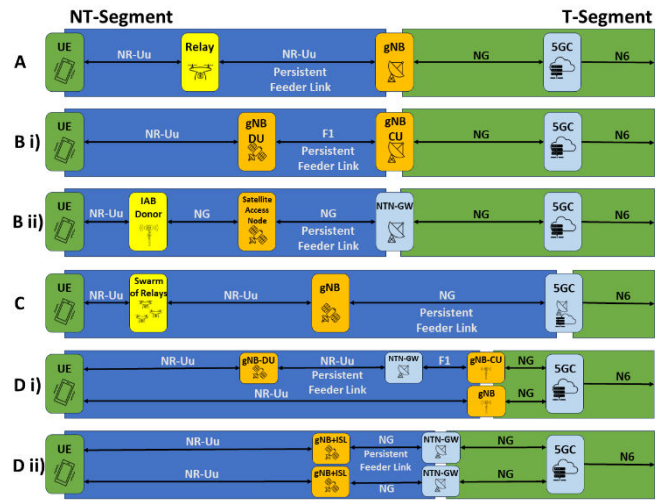 NT-Segment T-Segment
A UE NR-Uu Relay NR-Uu Persistent Feeder Link gNB NG 5GC N6
B i) UE NR-Uu gNB DU F1 Persistent Feeder Link gNB CU NG 5GC N6
B ii) UE NR-Uu IAB Donor NG Satellite Access Node NG Persistent Feeder Link NTN-GW NG 5GC N6
C UE NR-Uu Swarm of Relays NR-Uu gNB NG Persistent Feeder Link 5GC N6
D i) UE NR-Uu gNB-DU NR-Uu Persistent Feeder Link NTN-GW F1 gNB-CU NG 5GC N6
NR-Uu gNB NG
D ii) UE NR-Uu gNB+ISL NG Persistent Feeder Link NTN-GW NG 5GC N6
NR-Uu gNB+ISL NG NTN-GW NG